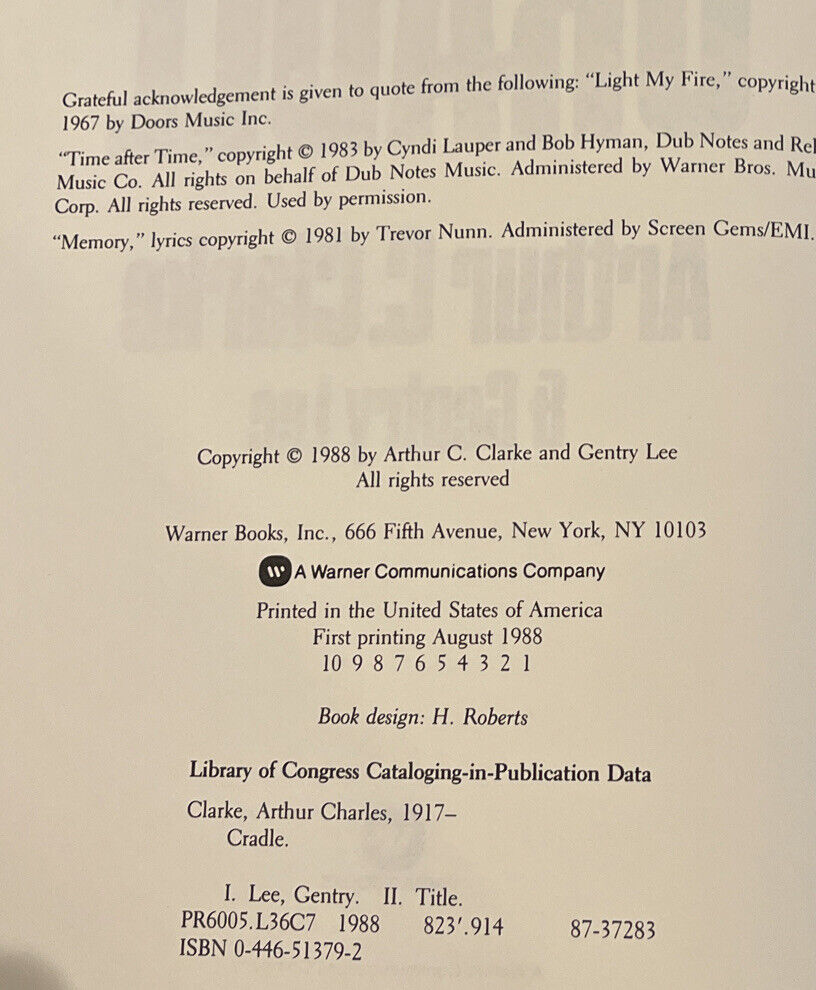 Grateful acknowledgement is given to quote from the following: “Light My Fire,” copyright
1967 by Doors Music Inc.
“Time after Time,” copyright © 1983 by Cyndi Lauper and Bob Hyman, Dub Notes and Rel
Music Co. All rights on behalf of Dub Notes Music. Administered by Warner Bros. Mu
Corp. All rights reserved. Used by permission.
“Memory,” lyrics copyright © 1981 by Trevor Nunn. Administered by Screen Gems/EMI.
Copyright © 1988 by Arthur C. Clarke and Gentry Lee
All rights reserved
Warner Books, Inc., 666 Fifth Avenue, New York, NY 10103
A Warner Communications Company
Printed in the United States of America
First printing August 1988
10 9 8 7 6 5 4 3 2 1
Book design: H. Roberts
Library of Congress Cataloging-in-Publication Data
Clarke, Arthur Charles, 1917–
Cradle.
I. Lee, Gentry. II. Title.
PR6005.L36C7 1988 823′.914 87-37283
ISBN 0-446-51379-2